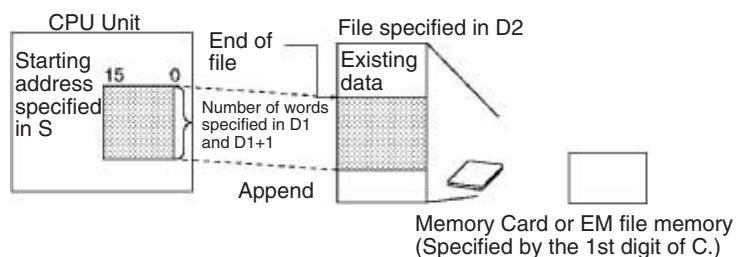 CPU Unit
File specified in D2
End of
file
Existing
data
Starting
address
specified
in S
15 0
Number of words
specified in D1
and D1+1
Append
Memory Card or EM file memory
(Specified by the 1st digit of C.)